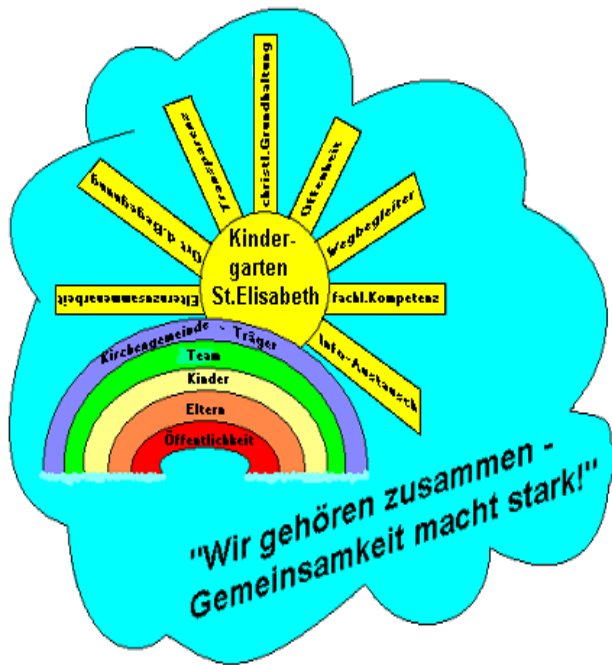 christl.Grundhaltung
Transparenz
Offenheit
Ort d.Begegnung
Wegbegleiter
Elternzusammenarbeit
Kinder-
garten
St.Elisabeth
fachl.Kompetenz
Info-Austausch
Kirchengemeinde - Träger
Team
Kinder
Eltern
Öffentlichkeit
"Wir gehören zusammen -
Gemeinsamkeit macht stark!"